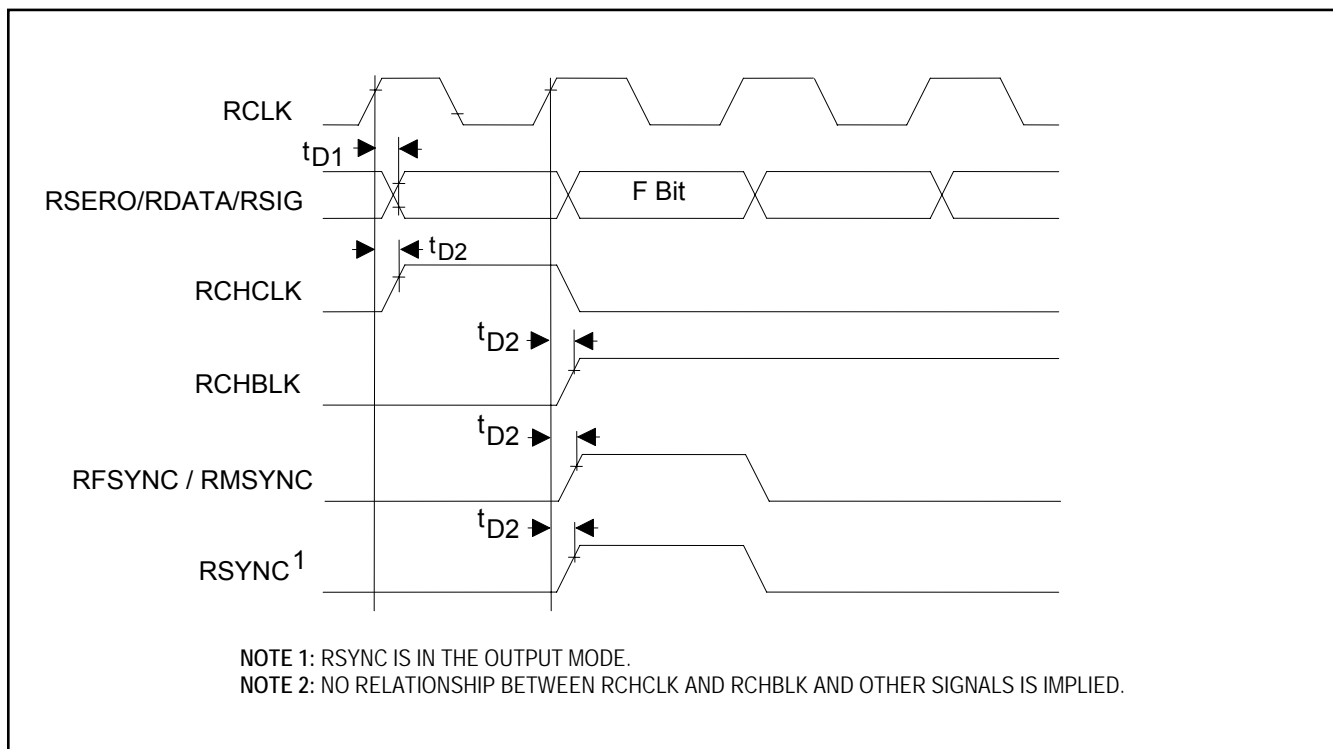 RCLK
tD1
RSERO/RDATA/RSIG
F Bit
tD2
RCHCLK
tD2
RCHBLK
tD2
RFSYNC / RMSYNC
tD2
RSYNC1
NOTE 1: RSYNC IS IN THE OUTPUT MODE.
NOTE 2: NO RELATIONSHIP BETWEEN RCHCLK AND RCHBLK AND OTHER SIGNALS IS IMPLIED.